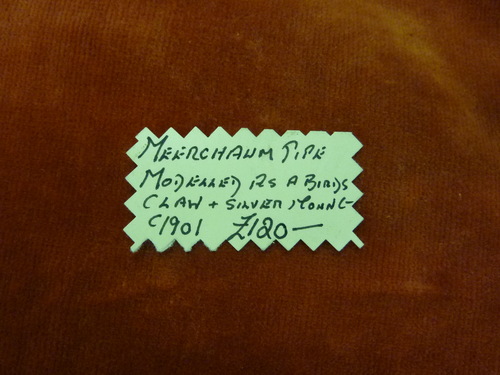 MEERCHAUM PIPE
MODELLED AS A BIRDS
CLAW + SILVER MOUNT
C1901 £120—